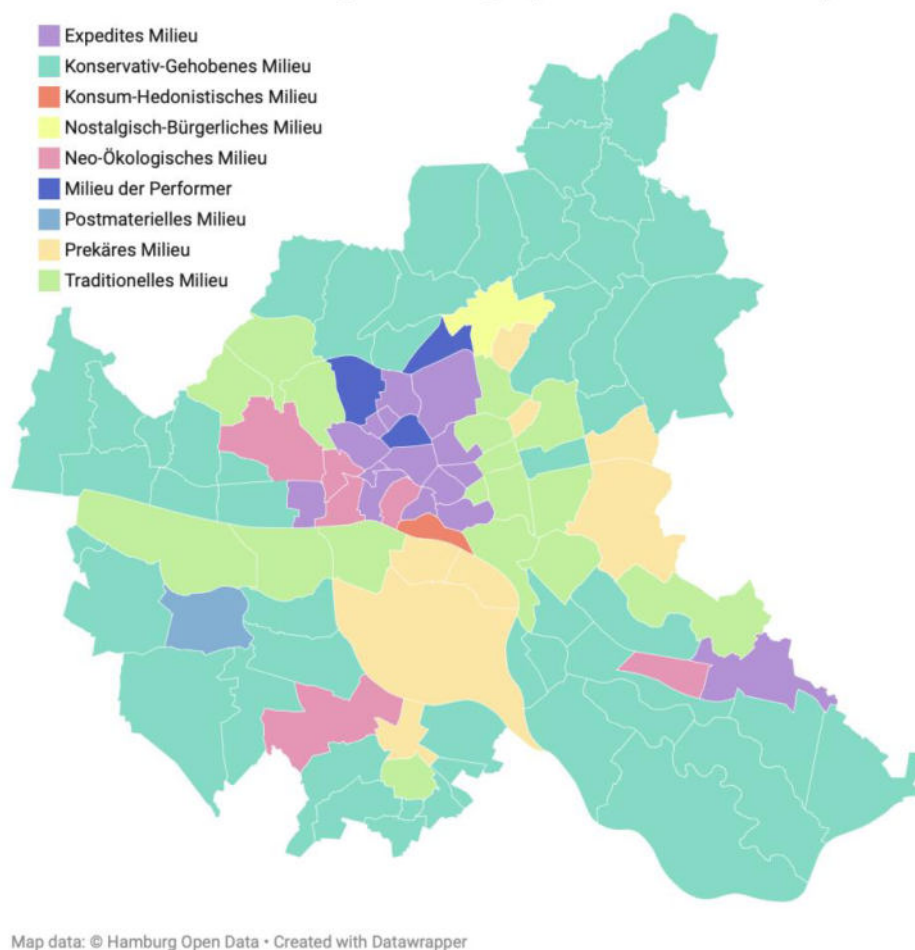 Expedites Milieu
Konservativ-Gehobenes Milieu
Konsum-Hedonistisches Milieu
Nostalgisch-Bürgerliches Milieu
Neo-Ökologisches Milieu
Milieu der Performer
Postmaterielles Milieu
Prekäres Milieu
Traditionelles Milieu
Map data: © Hamburg Open Data • Created with Datawrapper